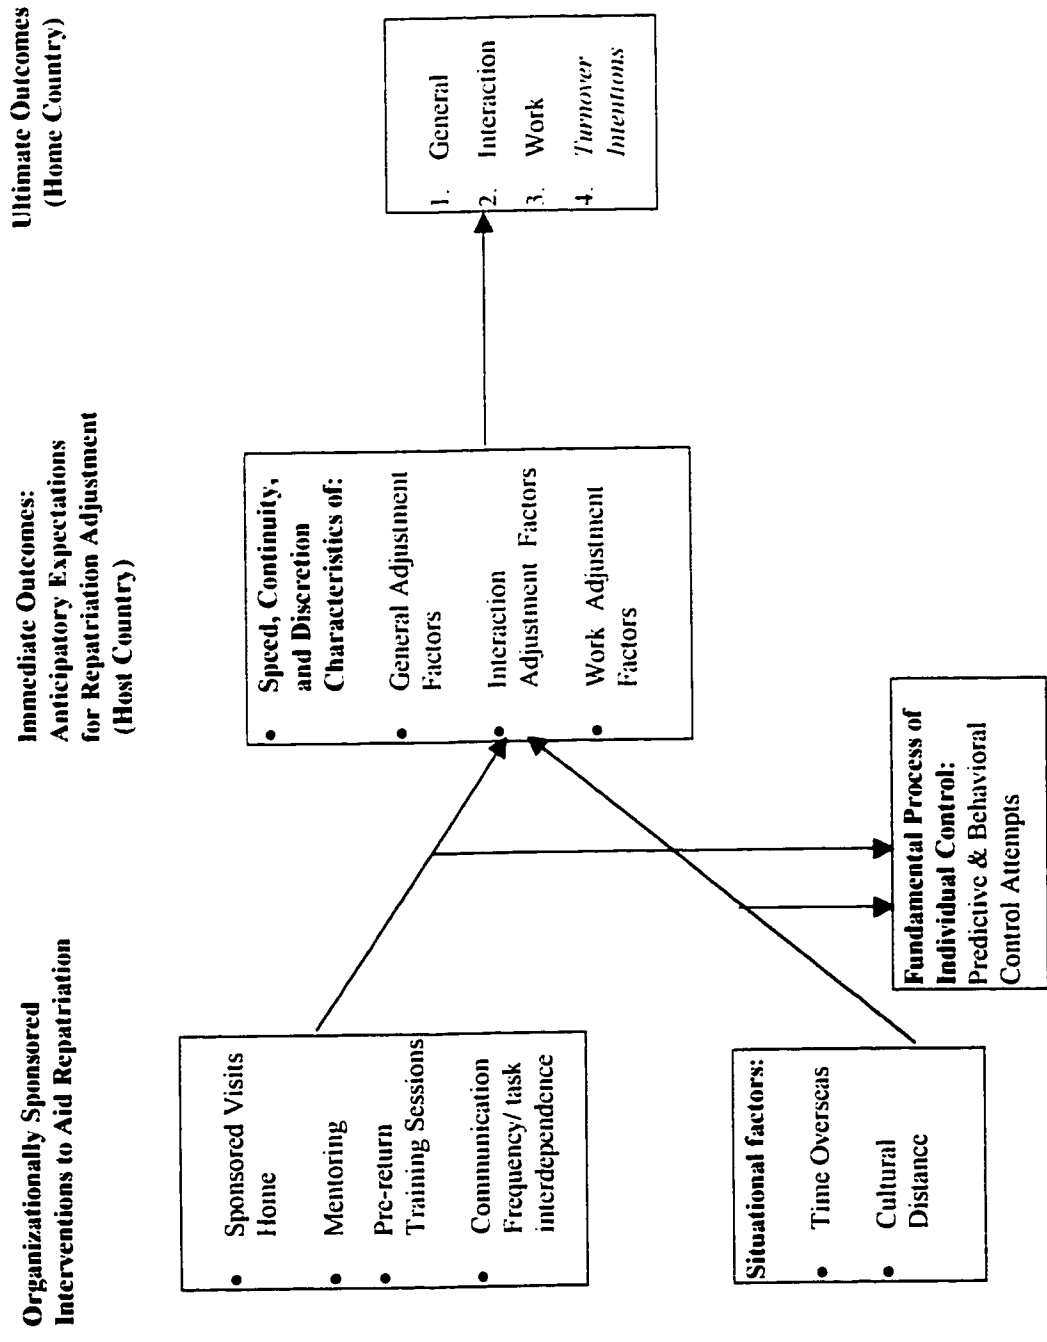 Organizationally Sponsored
Interventions to Aid Repatriation
Immediate Outcomes:
Anticipatory Expectations
for Repatriation Adjustment
(Host Country)
Ultimate Outcomes
(Home Country)
• Sponsored Visits
Home
• Mentoring
• Pre-return
Training Sessions
• Communication
Frequency/ task
interdependence
Situational factors:
• Time Overseas
• Cultural
Distance
• Speed, Continuity,
and Discretion
Characteristics of:
• General Adjustment
Factors
• Interaction
Adjustment Factors
• Work Adjustment
Factors
Fundamental Process of
Individual Control:
Predictive & Behavioral
Control Attempts
1. General
2. Interaction
3. Work
4. Turnover
Intentions